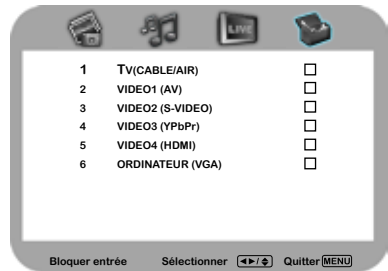 LIVE
1 TV(CABLE/AIR)
2 VIDEO1 (AV)
3 VIDEO2 (S-VIDEO)
4 VIDEO3 (YPbPr)
5 VIDEO4 (HDMI)
6 ORDINATEUR (VGA)
Bloquer entrée Sélectionner ◄►/◆ Quitter MENU